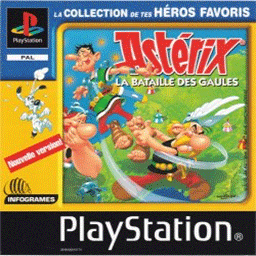 LA COLLECTION DE TES HÉROS FAVORIS
PlayStation
PAL
Astérix
LA BATAILLE DES GAULES
Nouvelle version!
INFOGRAMES
PlayStation®